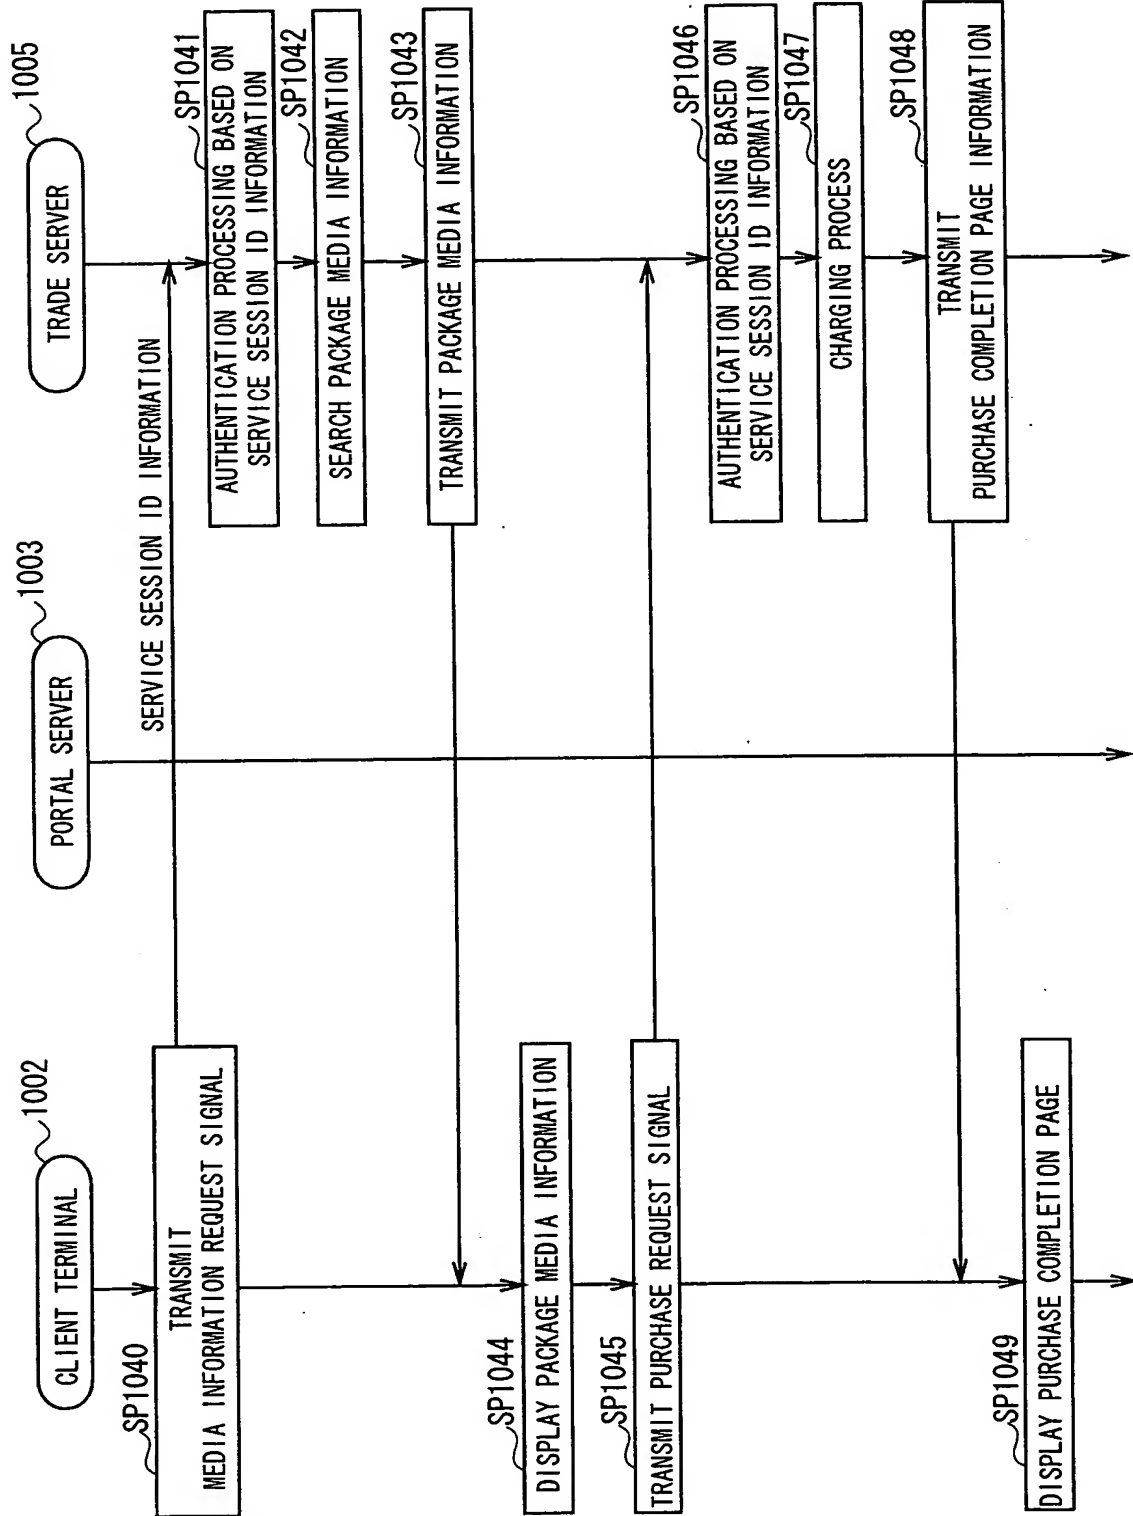 CLIENT TERMINAL
1002
PORTAL SERVER
1003
TRADE SERVER
1005
SP1040
TRANSMIT
MEDIA INFORMATION REQUEST SIGNAL
SERVICE SESSION ID INFORMATION
SP1041
AUTHENTICATION PROCESSING BASED ON
SERVICE SESSION ID INFORMATION
SP1042
SEARCH PACKAGE MEDIA INFORMATION
SP1043
TRANSMIT PACKAGE MEDIA INFORMATION
SP1044
DISPLAY PACKAGE MEDIA INFORMATION
SP1045
TRANSMIT PURCHASE REQUEST SIGNAL
SP1046
AUTHENTICATION PROCESSING BASED ON
SERVICE SESSION ID INFORMATION
SP1047
CHARGING PROCESS
SP1048
TRANSMIT
PURCHASE COMPLETION PAGE INFORMATION
SP1049
DISPLAY PURCHASE COMPLETION PAGE